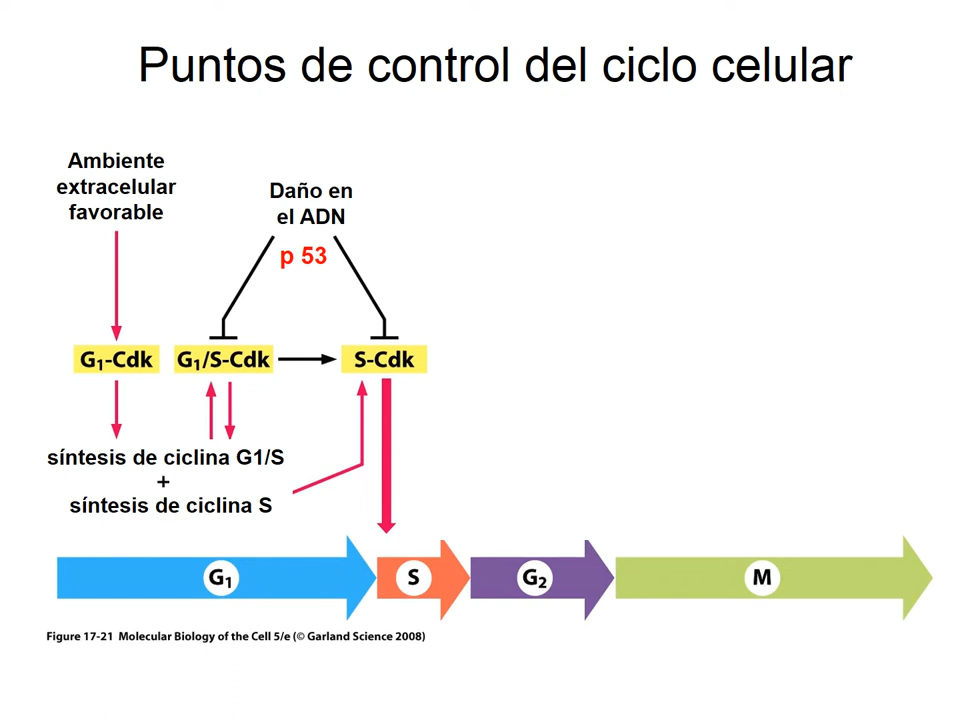 Puntos de control del ciclo celular
Ambiente
extracelular
favorable
Daño en
el ADN
p 53
G₁-Cdk
G₁/S-Cdk
S-Cdk
síntesis de ciclina G1/S
+
síntesis de ciclina S
G₁
S
G₂
M
Figure 17-21 Molecular Biology of the Cell 5/e (© Garland Science 2008)